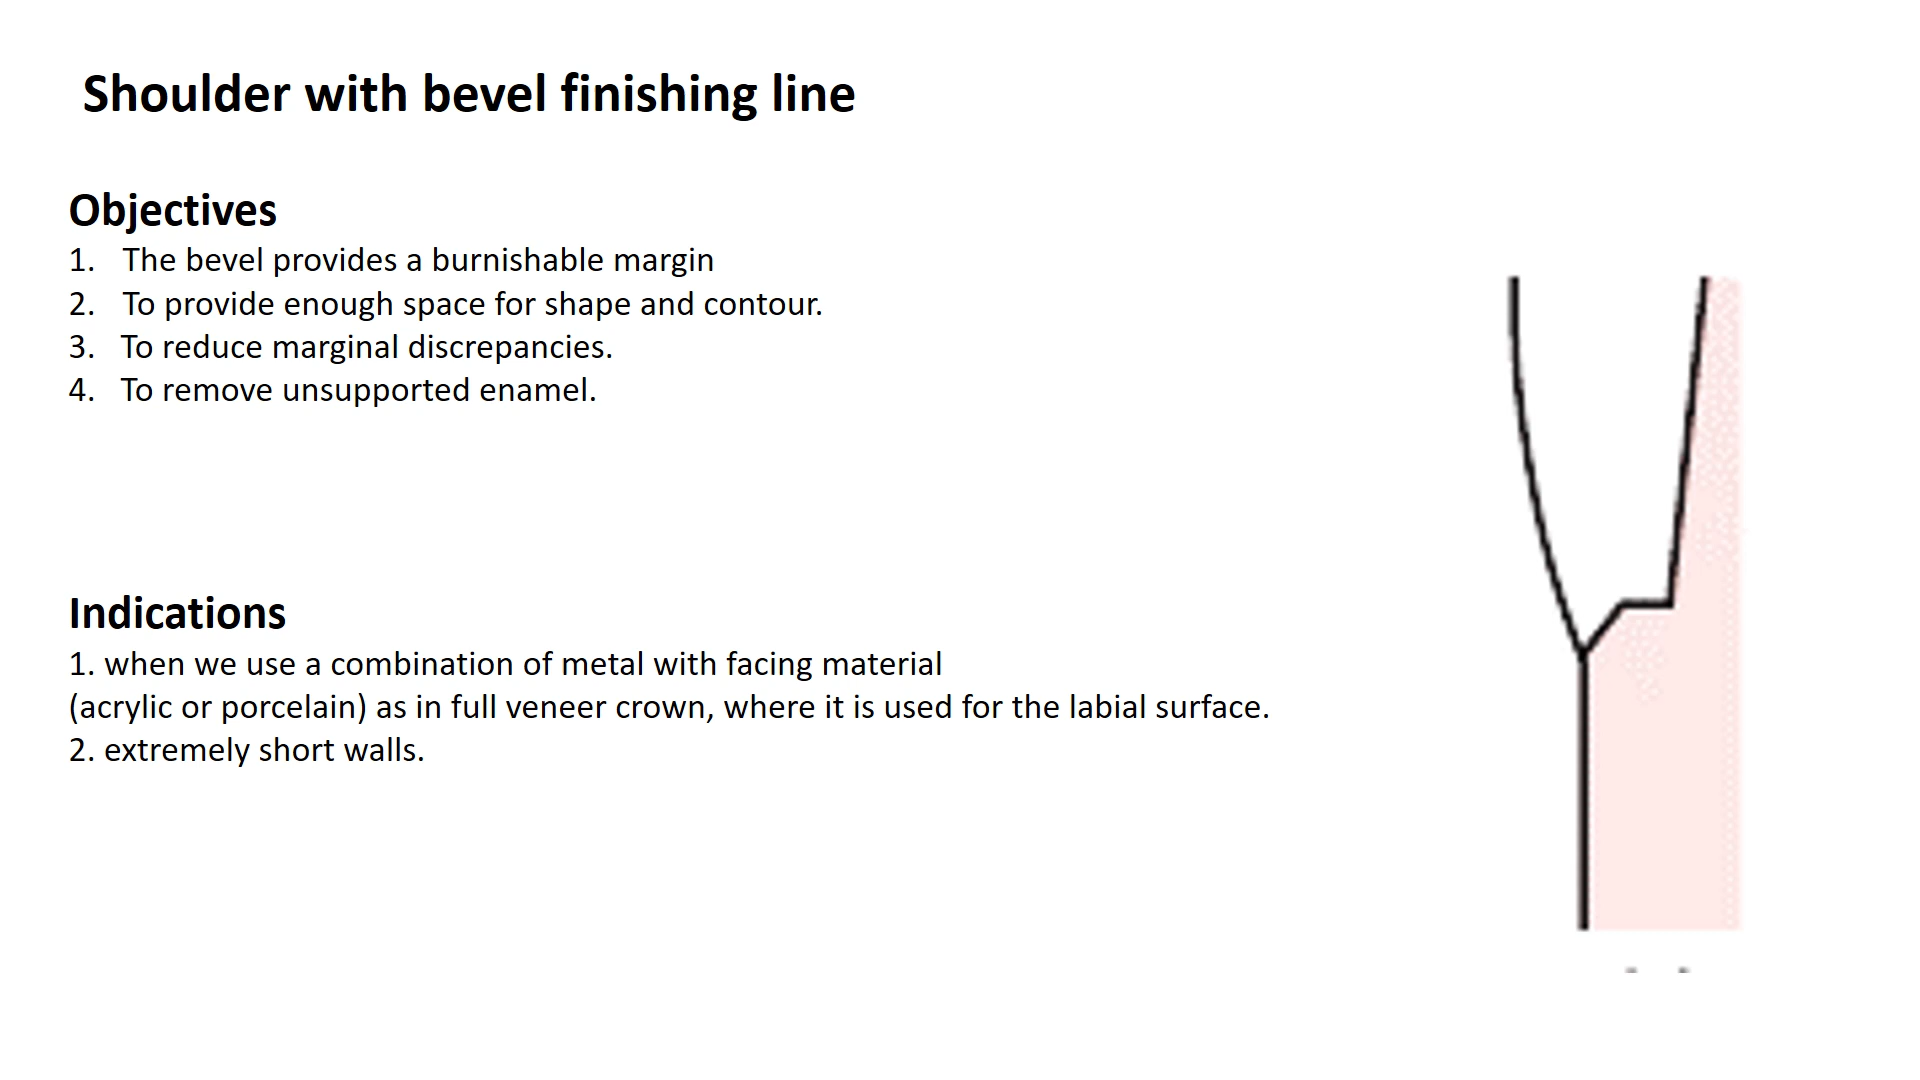 Shoulder with bevel finishing line
Objectives
1. The bevel provides a burnishable margin
2. To provide enough space for shape and contour.
3. To reduce marginal discrepancies.
4. To remove unsupported enamel.
Indications
1. when we use a combination of metal with facing material
(acrylic or porcelain) as in full veneer crown, where it is used for the labial surface.
2. extremely short walls.